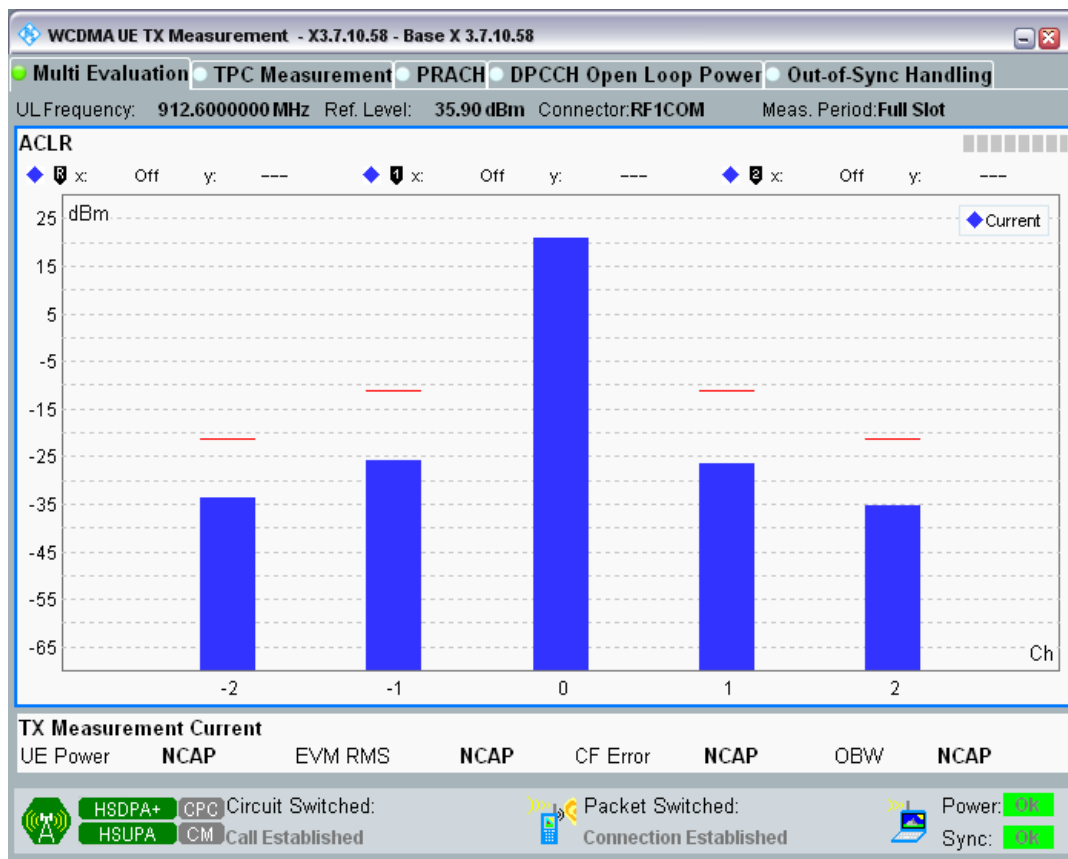 WCDMA UE TX Measurement - X3.7.10.58 - Base X 3.7.10.58
Multi Evaluation TPC Measurement PRACH DPCCH Open Loop Power Out-of-Sync Handling
UL Frequency: 912.6000000 MHz Ref. Level: 35.90 dBm Connector:RF1COM Meas. Period:Full Slot
ACLR
R x: Off y: --- 1 x: Off y: --- 2 x: Off y: ---
dBm
Current
25
15
5
-5
-15
-25
-35
-45
-55
-65
Ch
-2 -1 0 1 2
TX Measurement Current
UE Power NCAP EVM RMS NCAP CF Error NCAP OBW NCAP
HSDPA+ CPC Circuit Switched: Packet Switched: Power: OK
HSUPA CM Call Established Connection Established Sync: OK